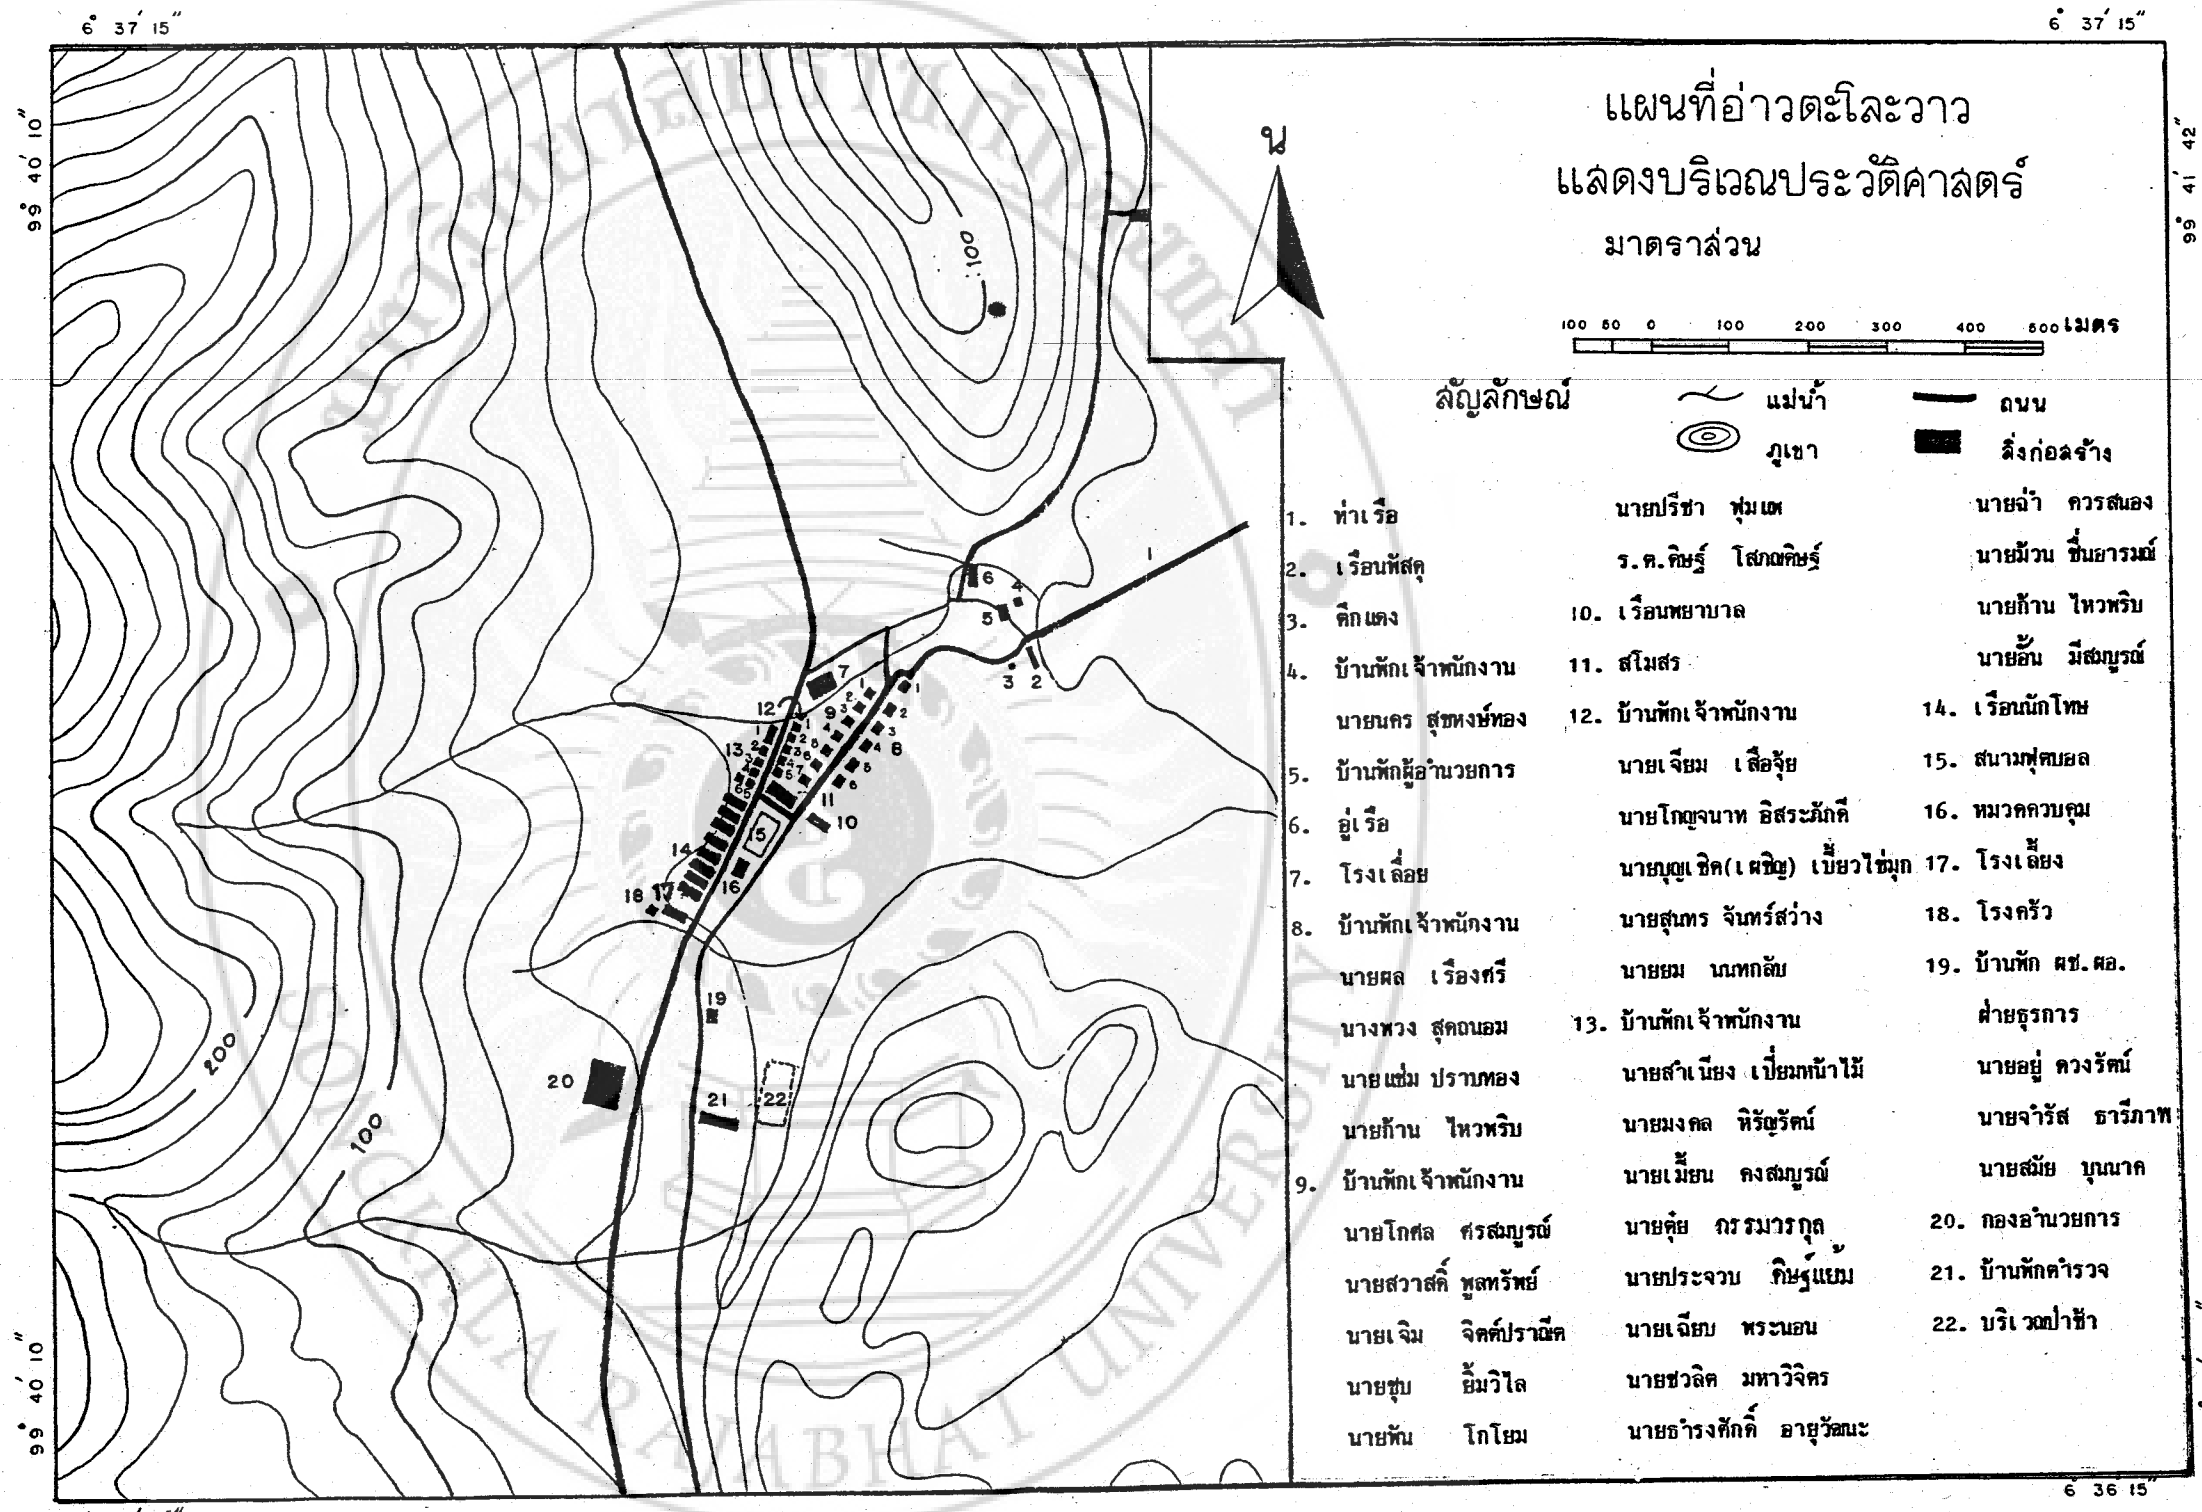 6° 37′ 15″
6° 37′ 15″
99° 40′ 10″
99° 41′ 42″
แผนที่อ่าวตะโละวาว
แสดงบริเวณประวัติศาสตร์
มาตราส่วน
น
100 50 0 100 200 300 400 500 เมตร
สัญลักษณ์
แม่น้ำ
ถนน
ภูเขา
สิ่งก่อสร้าง
1. ท่าเรือ
2. เรือนพัสดุ
3. ตึกแดง
4. บ้านพักเจ้าพนักงาน
นายนคร สุขหงษ์ทอง
5. บ้านพักผู้อำนวยการ
6. อู่เรือ
7. โรงเลื่อย
8. บ้านพักเจ้าพนักงาน
นายผล เรืองศรี
นางพวง สุดถนอม
นายแช่ม ปราบทอง
นายก้าน ไหวพริบ
9. บ้านพักเจ้าพนักงาน
นายโกศล ศรสมบูรณ์
นายสวาสดิ์ พูลทรัพย์
นายเจิม จิตต์ปราณีต
นายชุบ ยิ้มวิไล
นายพัน โกโยม
นายปรีชา พุ่มเพ
ร.ต.ดิษฐ์ โสภณดิษฐ์
10. เรือนพยาบาล
11. สโมสร
12. บ้านพักเจ้าพนักงาน
นายเจียม เสือจุ้ย
นายโกญจนาท อิสระภักดี
นายบุญเชิด(เผชิญ) เบี้ยวไข่มุก
นายสุนทร จันทร์สว่าง
นายยม นนทกลับ
13. บ้านพักเจ้าพนักงาน
นายสำเนียง เปี่ยมหน้าไม้
นายมงคล หิรัญรัตน์
นายเมี้ยน คงสมบูรณ์
นายตุ๋ย กรรมารกุล
นายประจวบ ดิษฐ์แย้ม
นายเฉียบ พระนอน
นายชวลิต มหาวิจิตร
นายธำรงศักดิ์ อายุวัฒนะ
นายฉ่ำ ควรสนอง
นายม้วน ชื่นอารมณ์
นายก้าน ไหวพริบ
นายอั้น มีสมบูรณ์
14. เรือนนักโทษ
15. สนามฟุตบอล
16. หมวดควบคุม
17. โรงเลี้ยง
18. โรงครัว
19. บ้านพัก ผช.ผอ.
ฝ่ายธุรการ
นายอยู่ ดวงรัตน์
นายจำรัส ธารีภาพ
นายสมัย บุนนาค
20. กองอำนวยการ
21. บ้านพักตำรวจ
22. บริเวณป่าช้า
:100
1
6
4
5
3 2
7
12
9
8
13
11
10
15
14
16
18 17
19
20
21
22
200
100
99° 40′ 10″
6 36 15″
SONGKHLA RAJABHAT UNIVERSITY